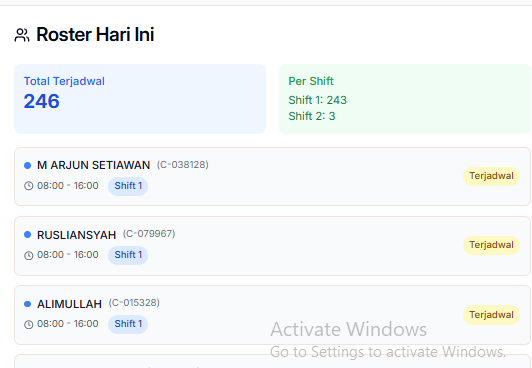 Roster Hari Ini
Total Terjadwal
246
Per Shift
Shift 1: 243
Shift 2: 3
M ARJUN SETIAWAN (C-038128)
Terjadwal
08:00 - 16:00 Shift 1
RUSLIANSYAH (C-079967)
Terjadwal
08:00 - 16:00 Shift 1
ALIMULLAH (C-015328)
Terjadwal
08:00 - 16:00 Shift 1
Activate Windows
Go to Settings to activate Windows.